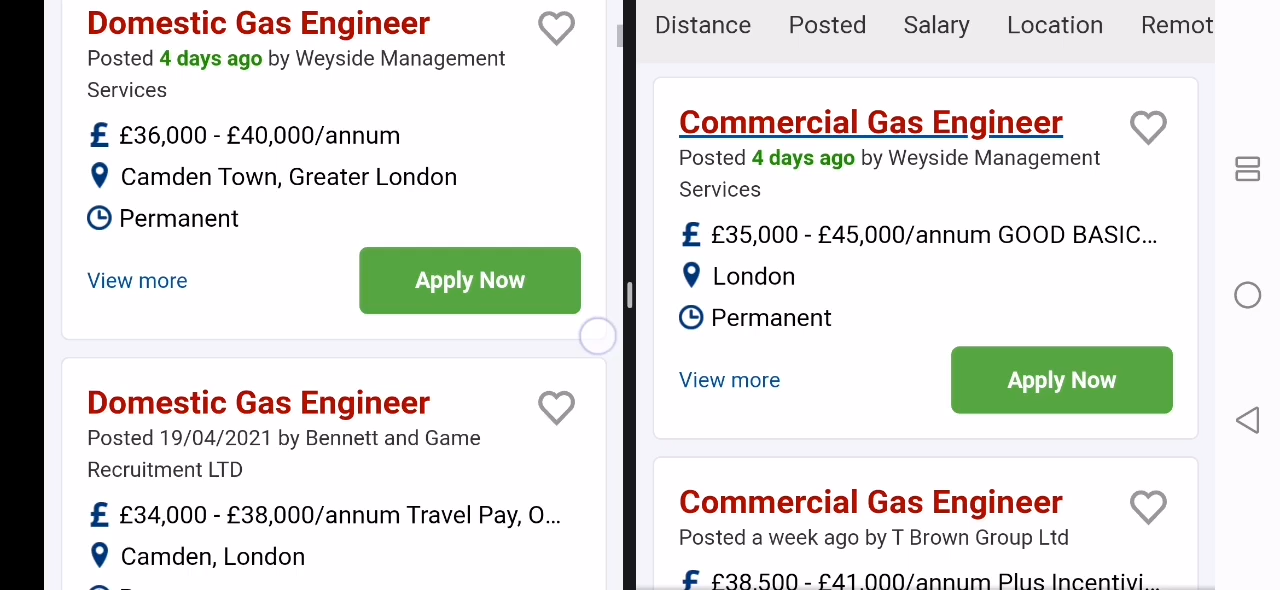 Domestic Gas Engineer
Posted 4 days ago by Weyside Management
Services
£36,000 - £40,000/annum
Camden Town, Greater London
Permanent
View more
Apply Now
Domestic Gas Engineer
Posted 19/04/2021 by Bennett and Game
Recruitment LTD
£34,000 - £38,000/annum Travel Pay, O...
Camden, London
Distance Posted Salary Location Remot
Commercial Gas Engineer
Posted 4 days ago by Weyside Management
Services
£35,000 - £45,000/annum GOOD BASIC...
London
Permanent
View more
Apply Now
Commercial Gas Engineer
Posted a week ago by T Brown Group Ltd
£38,500 - £41,000/annum Plus Incentivi...